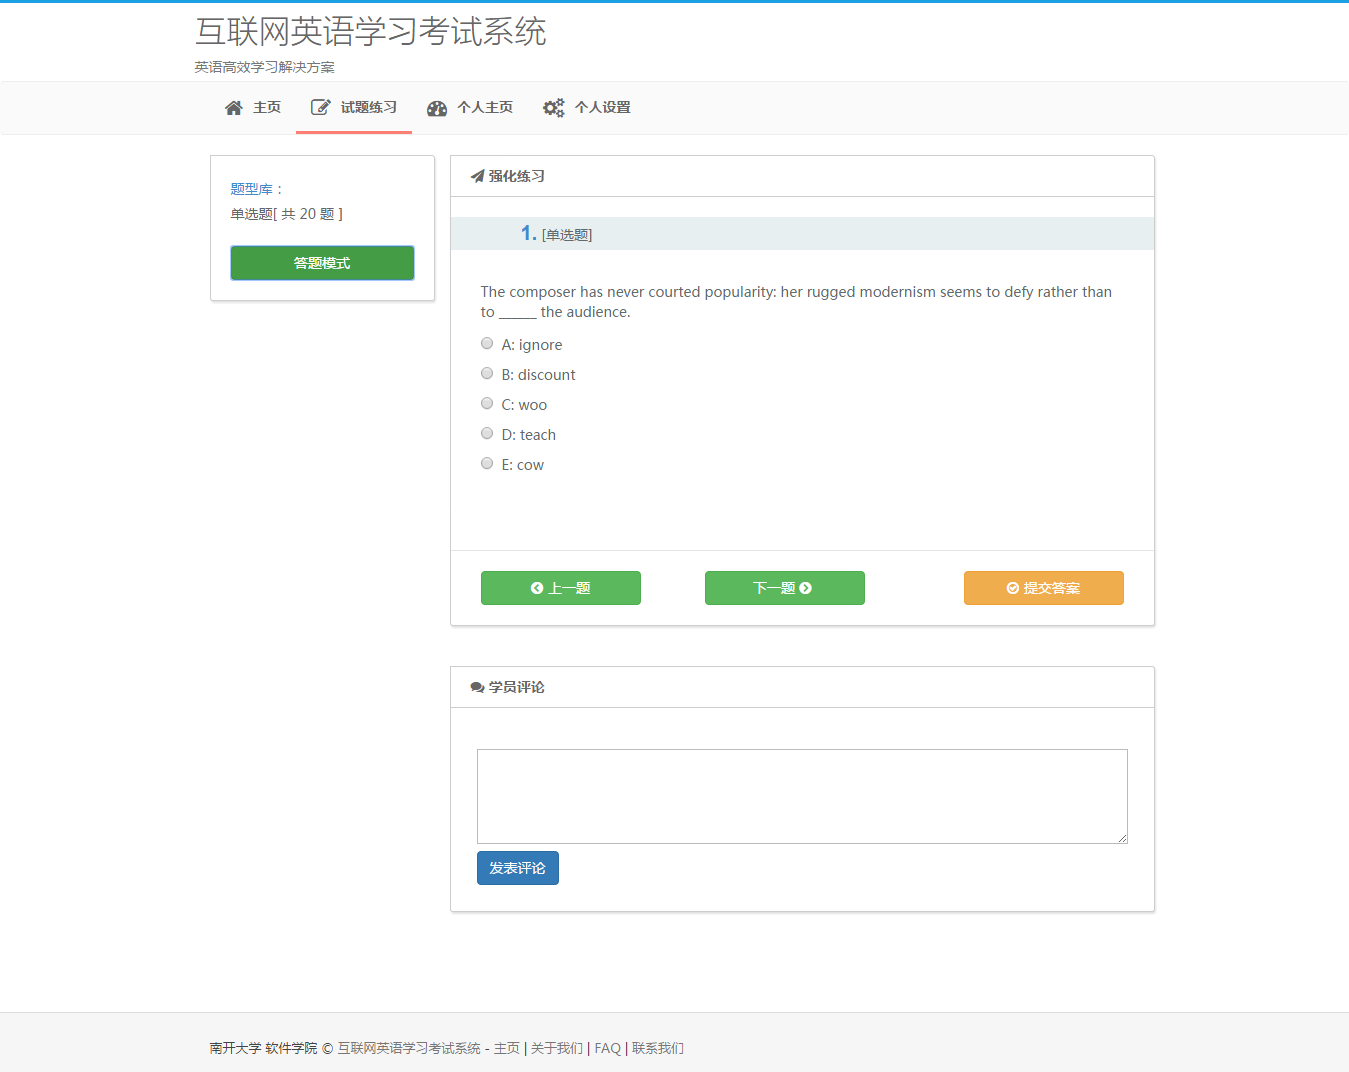 互联网英语学习考试系统
英语高效学习解决方案
主页 试题练习 个人主页 个人设置
题型库：
单选题[ 共 20 题 ]
答题模式
强化练习
1. [单选题]
The composer has never courted popularity: her rugged modernism seems to defy rather than
to _____ the audience.
A: ignore
B: discount
C: woo
D: teach
E: cow
上一题 下一题 提交答案
学员评论
发表评论
南开大学 软件学院 © 互联网英语学习考试系统 - 主页 | 关于我们 | FAQ | 联系我们